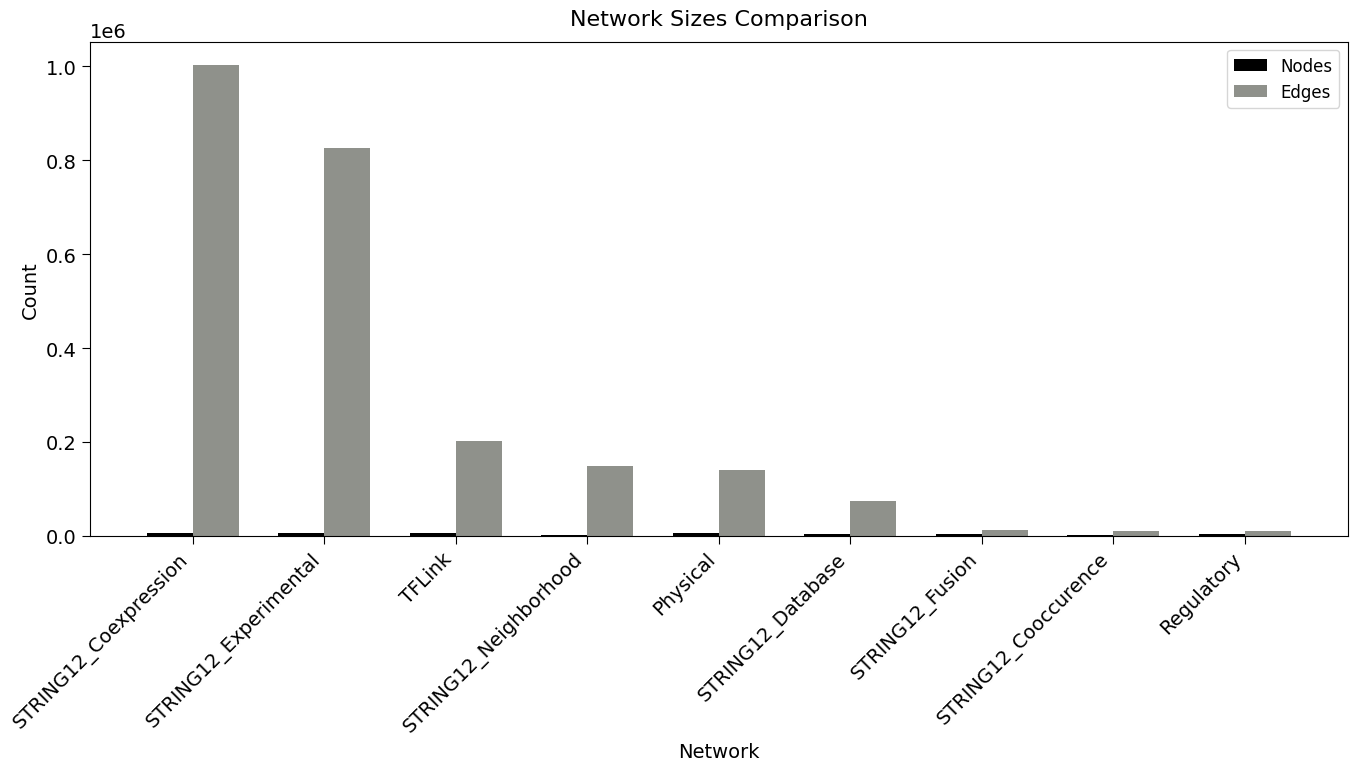 Network Sizes Comparison
1e6
Nodes
Edges
1.0
0.8
0.6
0.4
0.2
0.0
Count
STRING12_Coexpression
STRING12_Experimental
TFLink
STRING12_Neighborhood
Physical
STRING12_Database
STRING12_Fusion
STRING12_Cooccurence
Regulatory
Network